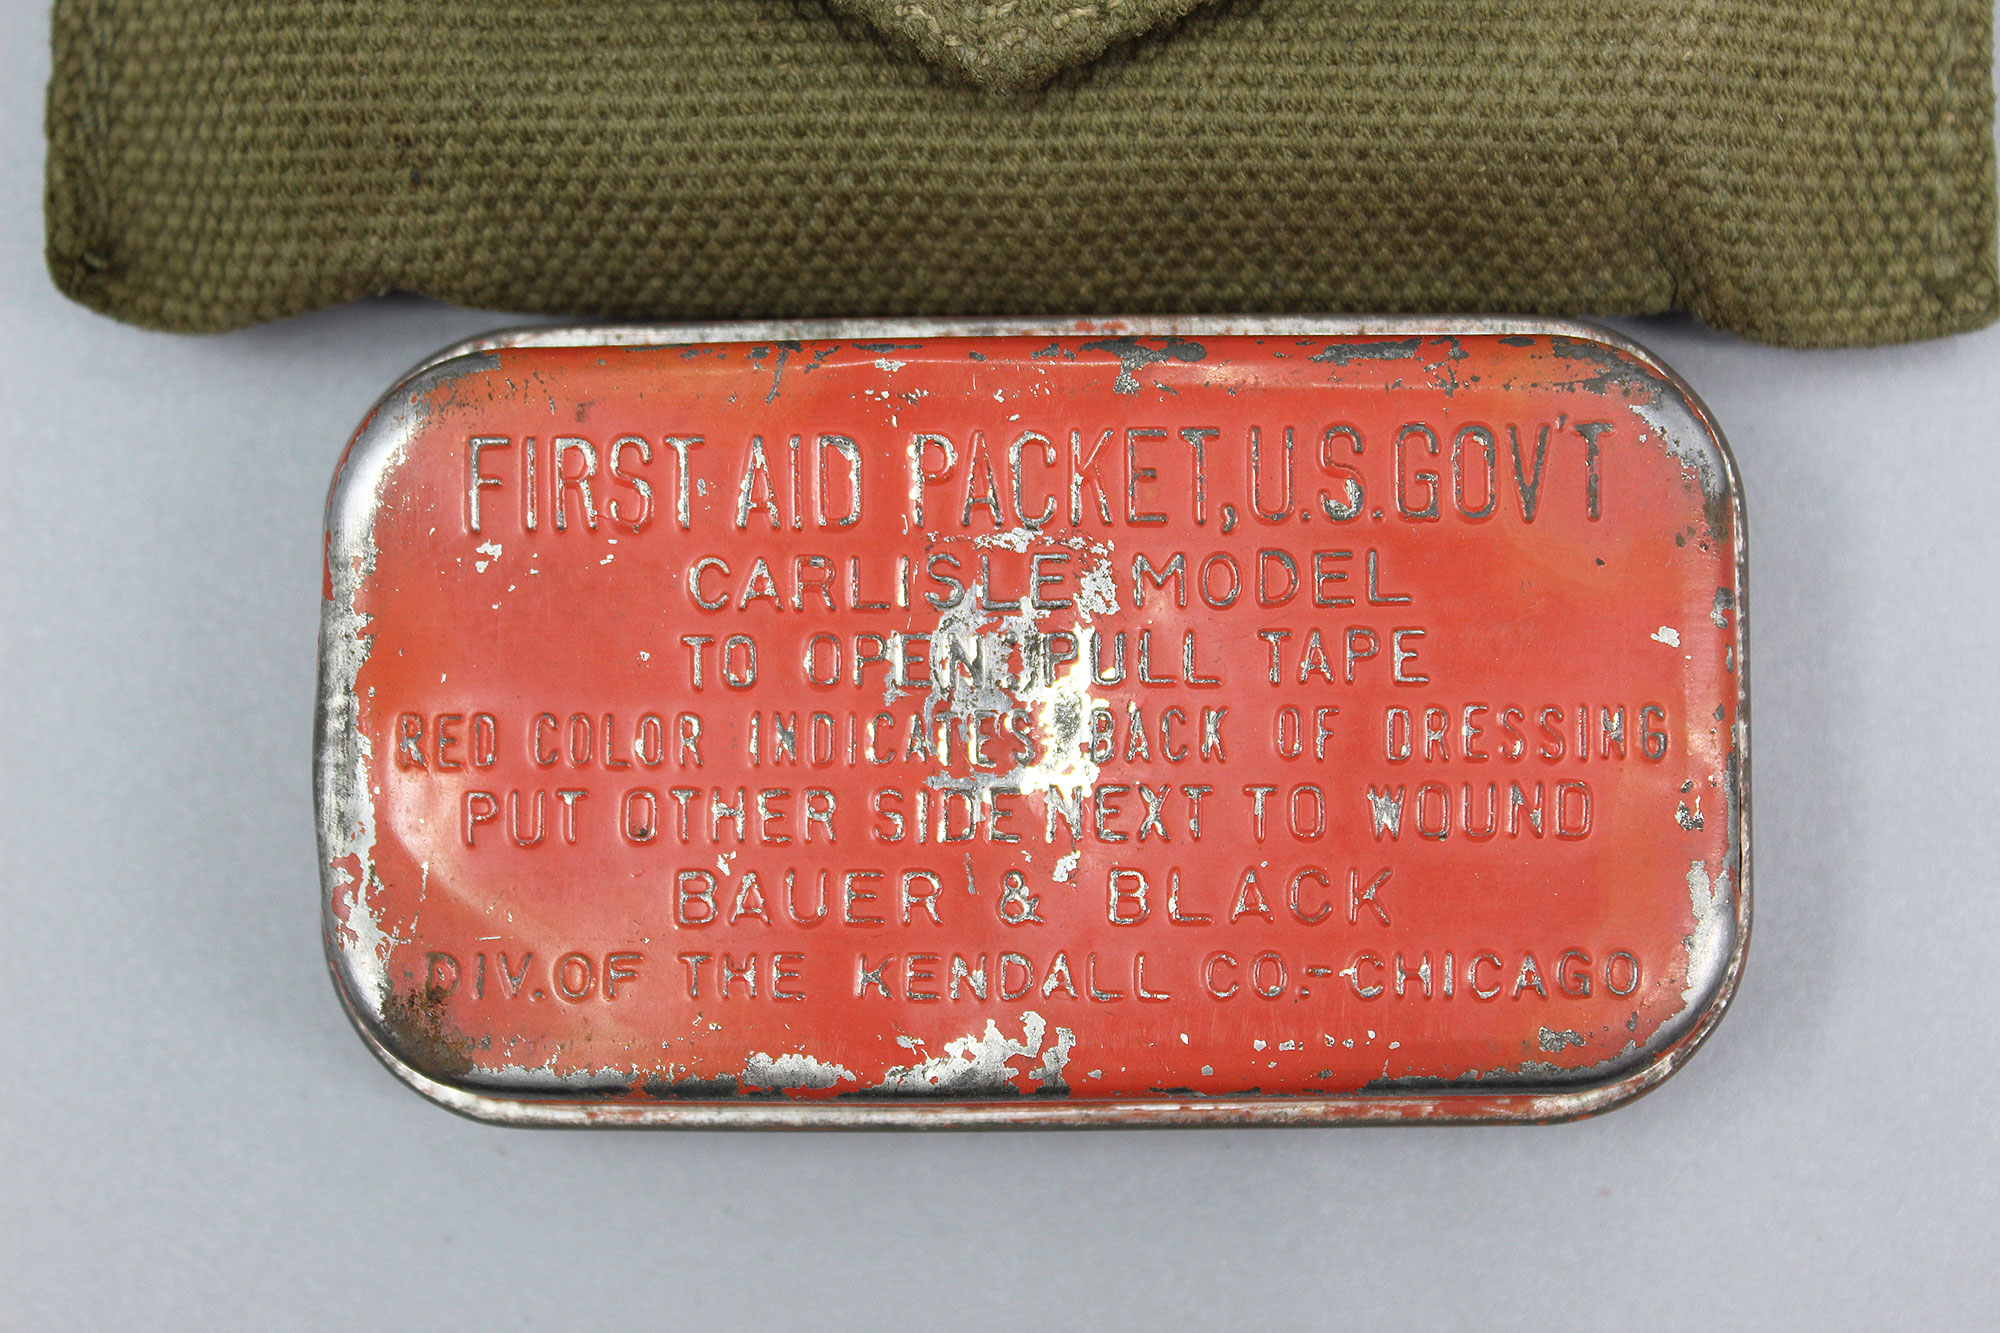 FIRST AID PACKET, U.S. GOV'T
CARLISLE MODEL
TO OPEN PULL TAPE
RED COLOR INDICATES BACK OF DRESSING
PUT OTHER SIDE NEXT TO WOUND
BAUER & BLACK
DIV. OF THE KENDALL CO.-CHICAGO